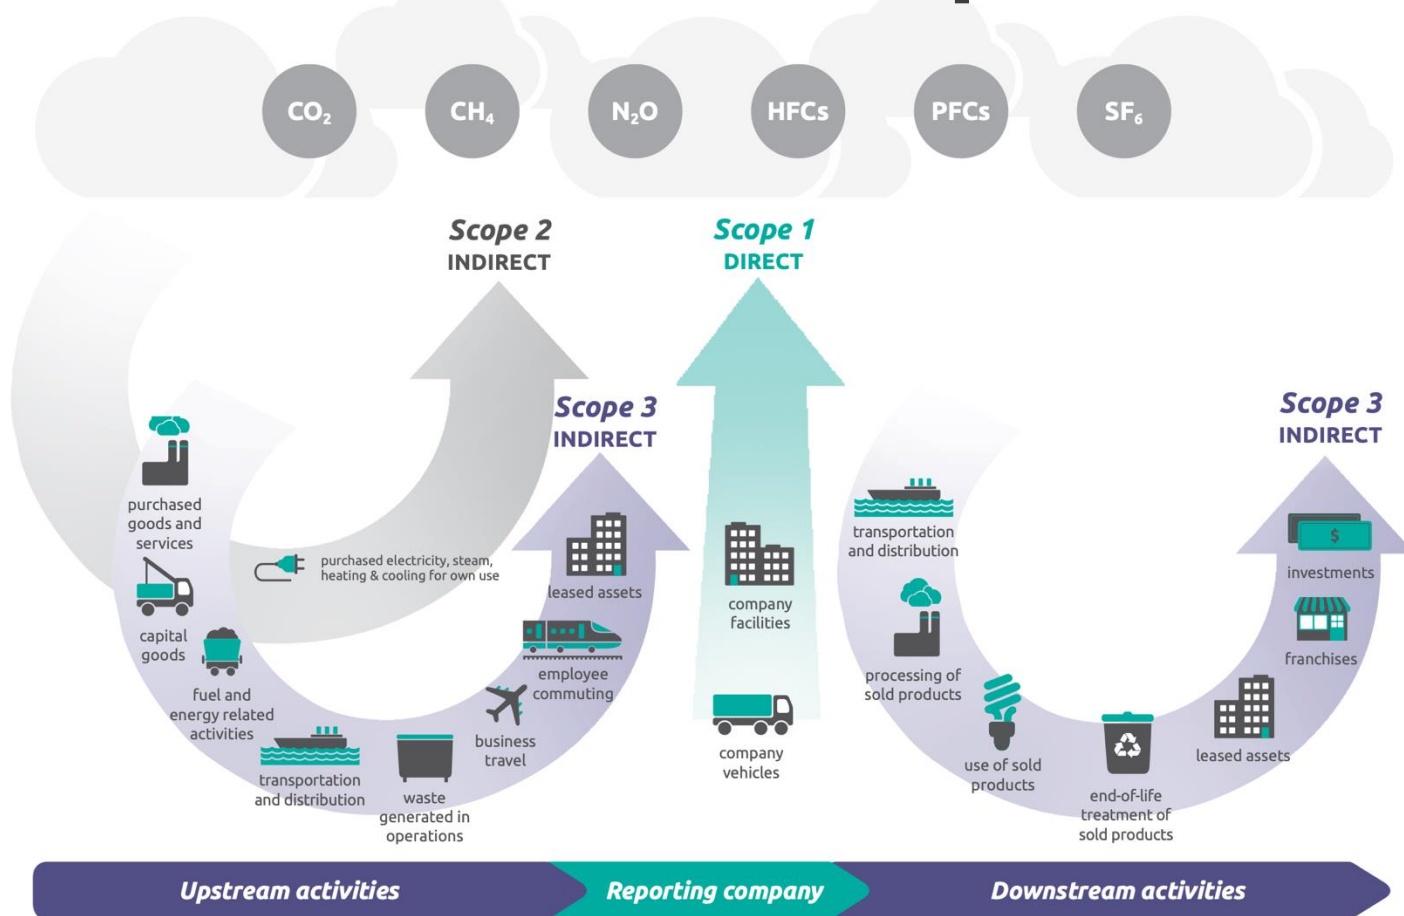 CO₂
CH₄
N₂O
HFCs
PFCs
SF₆
Scope 2
INDIRECT
Scope 1
DIRECT
Scope 3
INDIRECT
Scope 3
INDIRECT
purchased
goods and
services
capital
goods
fuel and
energy related
activities
purchased electricity, steam,
heating & cooling for own use
transportation
and distribution
waste
generated in
operations
business
travel
employee
commuting
leased assets
company
facilities
company
vehicles
transportation
and distribution
processing of
sold products
use of sold
products
end-of-life
treatment of
sold products
leased assets
franchises
$
investments
Upstream activities
Reporting company
Downstream activities